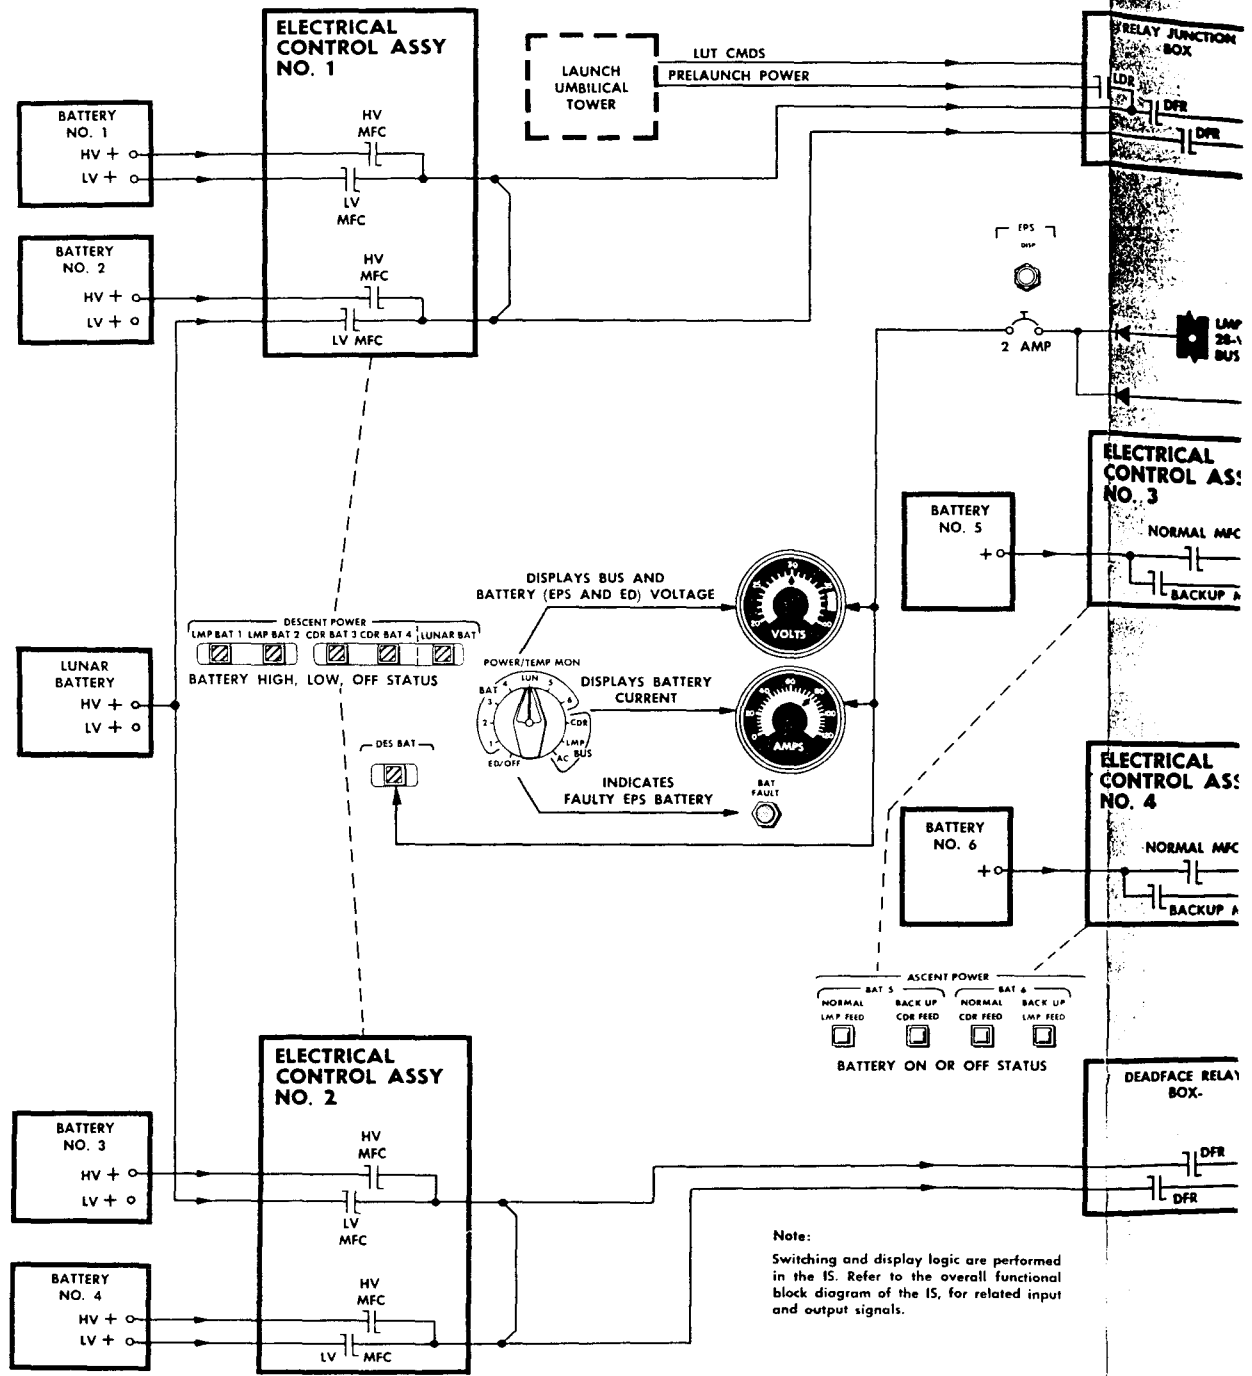 ELECTRICAL
CONTROL ASSY
NO. 1
HV
MFC
LV
MFC
HV
MFC
LV MFC
LAUNCH
UMBILICAL
TOWER
LUT CMDS
PRELAUNCH POWER
RELAY JUNCTION
BOX
LDR
DFR
DFR
BATTERY
NO. 1
HV +
LV +
BATTERY
NO. 2
HV +
LV +
EPS
DISP
2 AMP
LMP
28-V
BUS
ELECTRICAL
CONTROL ASS
NO. 3
NORMAL MFC
BACKUP M
BATTERY
NO. 5
+
DISPLAYS BUS AND
BATTERY (EPS AND ED) VOLTAGE
VOLTS
DESCENT POWER
LMP BAT 1 LMP BAT 2 CDR BAT 3 CDR BAT 4 LUNAR BAT
BATTERY HIGH, LOW, OFF STATUS
LUNAR
BATTERY
HV +
LV +
POWER/TEMP MON
BAT 4 LUN 5
3 6
2 CDR
1 LMP
BUS
ED/OFF AC
DISPLAYS BATTERY
CURRENT
AMPS
DES BAT
INDICATES
FAULTY EPS BATTERY
BAT
FAULT
ELECTRICAL
CONTROL ASS
NO. 4
NORMAL MFC
BACKUP M
BATTERY
NO. 6
+
ASCENT POWER
BAT 5 BAT 6
NORMAL BACK UP NORMAL BACK UP
LMP FEED CDR FEED CDR FEED LMP FEED
BATTERY ON OR OFF STATUS
ELECTRICAL
CONTROL ASSY
NO. 2
HV
MFC
LV
MFC
HV
MFC
LV MFC
BATTERY
NO. 3
HV +
LV +
BATTERY
NO. 4
HV +
LV +
DEADFACE RELAY
BOX-
DFR
DFR
Note:
Switching and display logic are performed
in the IS. Refer to the overall functional
block diagram of the IS, for related input
and output signals.